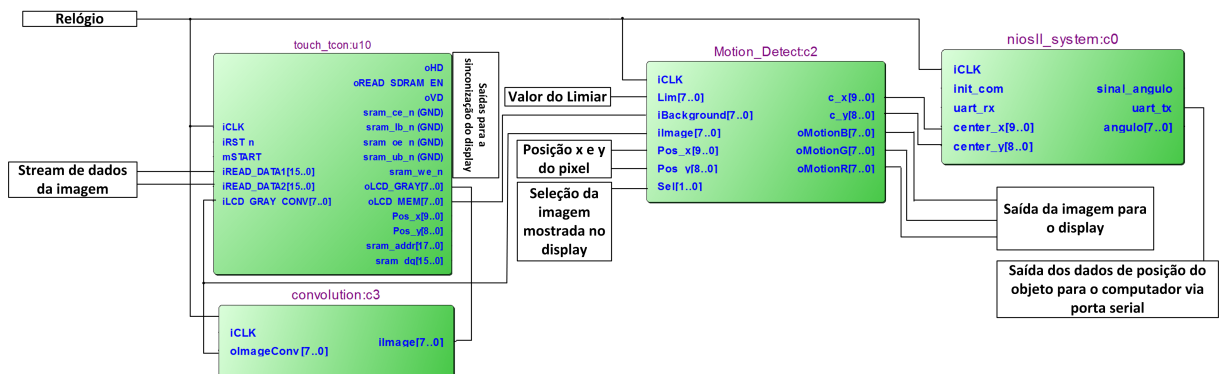 Relógio
Stream de dados
da imagem
touch_tcon:u10
iCLK
iRST n
mSTART
iREAD_DATA1[15..0]
iREAD_DATA2[15..0]
iLCD_GRAY_CONV[7..0]
oHD
oREAD_SDRAM_EN
oVD
sram_ce_n (GND)
sram_lb_n (GND)
sram_oe_n (GND)
sram_ub_n (GND)
sram_we_n
oLCD_GRAY[7..0]
oLCD_MEM[7..0]
Pos_x[9..0]
Pos_y[8..0]
sram_addr[17..0]
sram_dq[15..0]
Saídas para a
sinconização do display
convolution:c3
iCLK
oImageConv[7..0]
iImage[7..0]
Valor do Limiar
Posição x e y
do pixel
Seleção da
imagem
mostrada no
display
Motion_Detect:c2
iCLK
Lim[7..0]
iBackground[7..0]
iImage[7..0]
Pos_x[9..0]
Pos_y[8..0]
Sel[1..0]
c_x[9..0]
c_y[8..0]
oMotionB[7..0]
oMotionG[7..0]
oMotionR[7..0]
niosII_system:c0
iCLK
init_com
uart_rx
center_x[9..0]
center_y[8..0]
sinal_angulo
uart_tx
angulo[7..0]
Saída da imagem para
o display
Saída dos dados de posição do
objeto para o computador via
porta serial